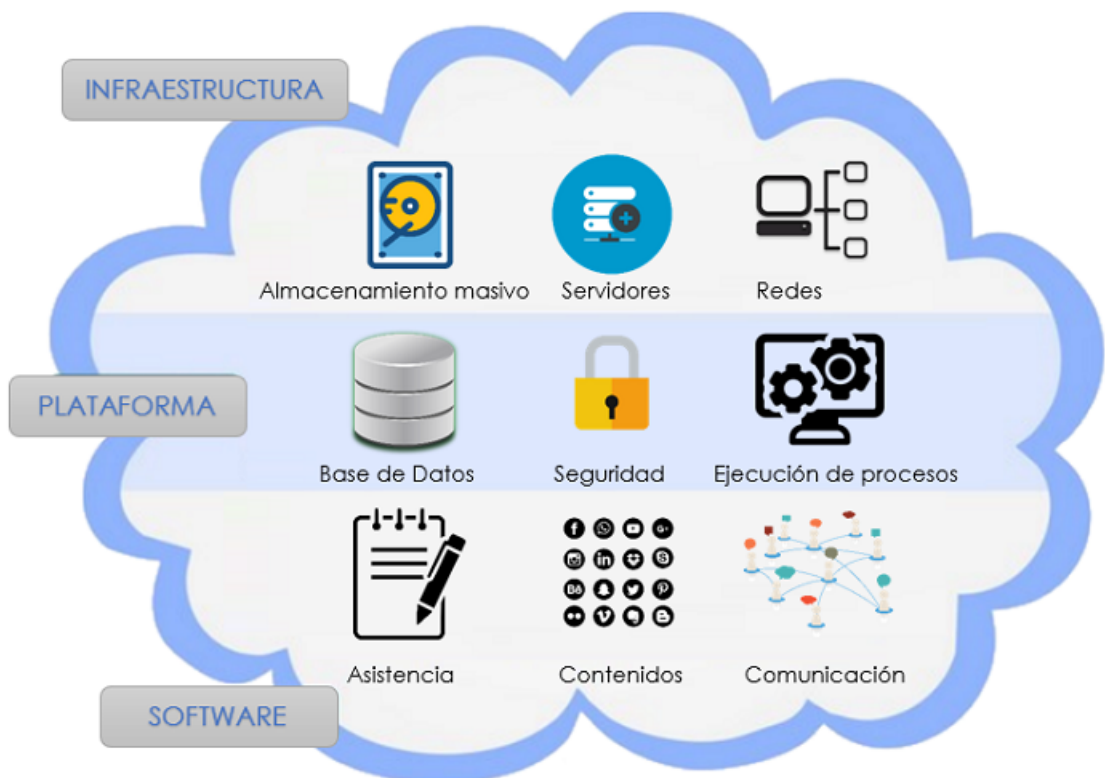 INFRAESTRUCTURA
Almacenamiento masivo Servidores Redes
PLATAFORMA
Base de Datos Seguridad Ejecución de procesos
Asistencia Contenidos Comunicación
SOFTWARE